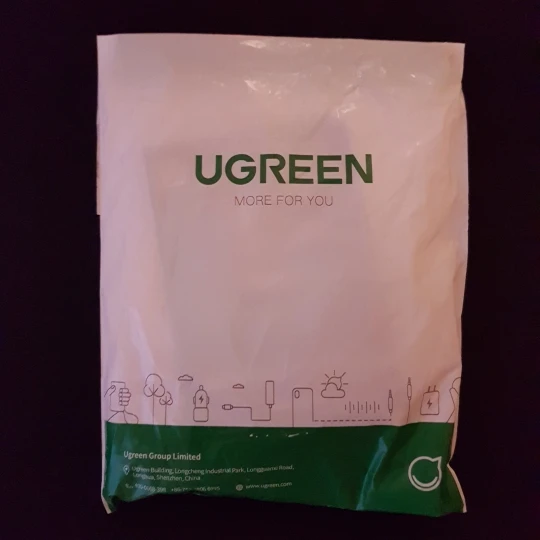 UGREEN
MORE FOR YOU
Ugreen Group Limited
Ugreen Building, Longcheng Industrial Park, Longguanxi Road,
Longhua, Shenzhen, China
www.ugreen.com